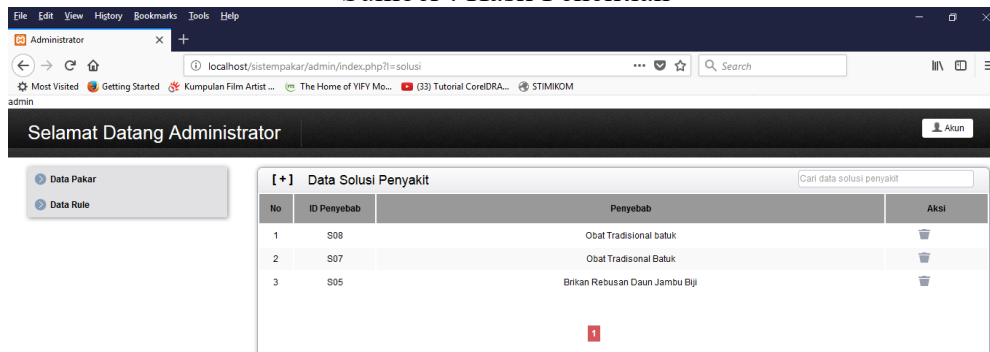 Sumber : Hasil Penelitian
File Edit View History Bookmarks Tools Help
Administrator
localhost/sistempakar/admin/index.php?l=solusi
Search
Most Visited Getting Started Kumpulan Film Artist ... The Home of YIFY Mo... (33) Tutorial CorelDRA... STIMIKOM
admin
Selamat Datang Administrator
Akun
Data Pakar
Data Rule
[+] Data Solusi Penyakit
Cari data solusi penyakit
No ID Penyebab Penyebab Aksi
1 S08 Obat Tradisional batuk
2 S07 Obat Tradisonal Batuk
3 S05 Brikan Rebusan Daun Jambu Biji
1